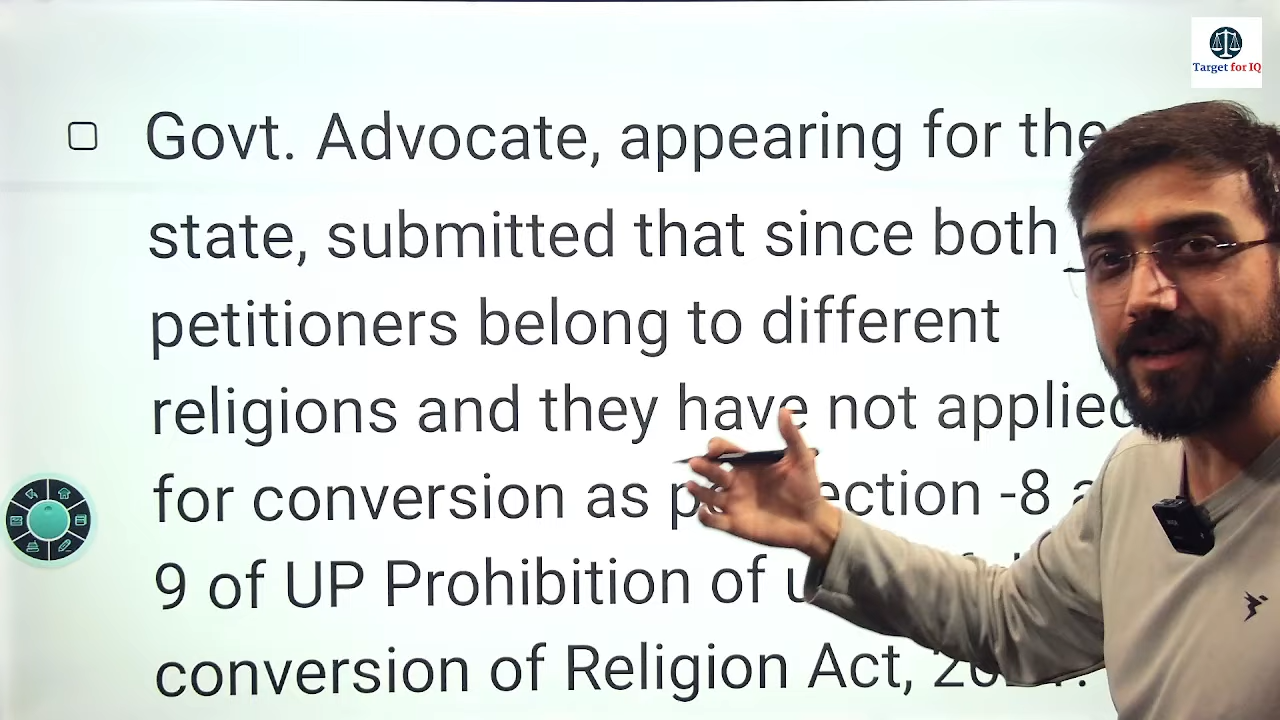 Target for IQ
Govt. Advocate, appearing for the
state, submitted that since both
petitioners belong to different
religions and they have not applied
for conversion as -8
9 of UP Prohibition of
conversion of Religion Act,